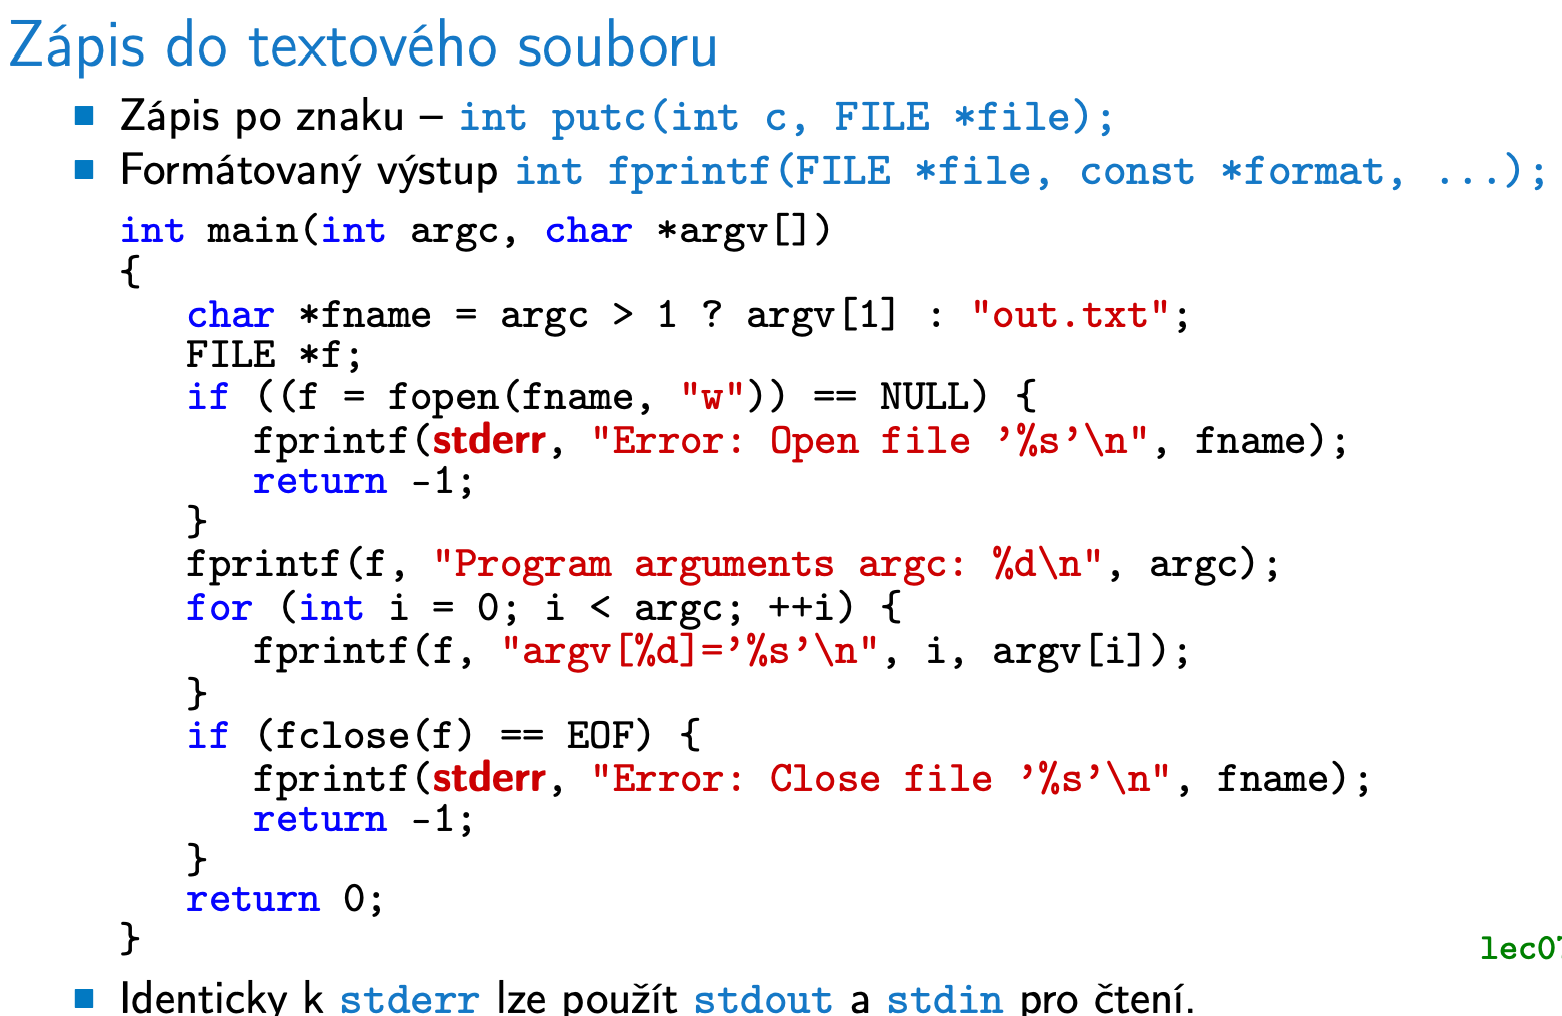 Zápis do textového souboru
Zápis po znaku – int putc(int c, FILE *file);
Formátovaný výstup int fprintf(FILE *file, const *format, ...);
int main(int argc, char *argv[])
{
   char *fname = argc > 1 ? argv[1] : "out.txt";
   FILE *f;
   if ((f = fopen(fname, "w")) == NULL) {
      fprintf(stderr, "Error: Open file '%s'\n", fname);
      return -1;
   }
   fprintf(f, "Program arguments argc: %d\n", argc);
   for (int i = 0; i < argc; ++i) {
      fprintf(f, "argv[%d]='%s'\n", i, argv[i]);
   }
   if (fclose(f) == EOF) {
      fprintf(stderr, "Error: Close file '%s'\n", fname);
      return -1;
   }
   return 0;
}
Identicky k stderr lze použít stdout a stdin pro čtení.